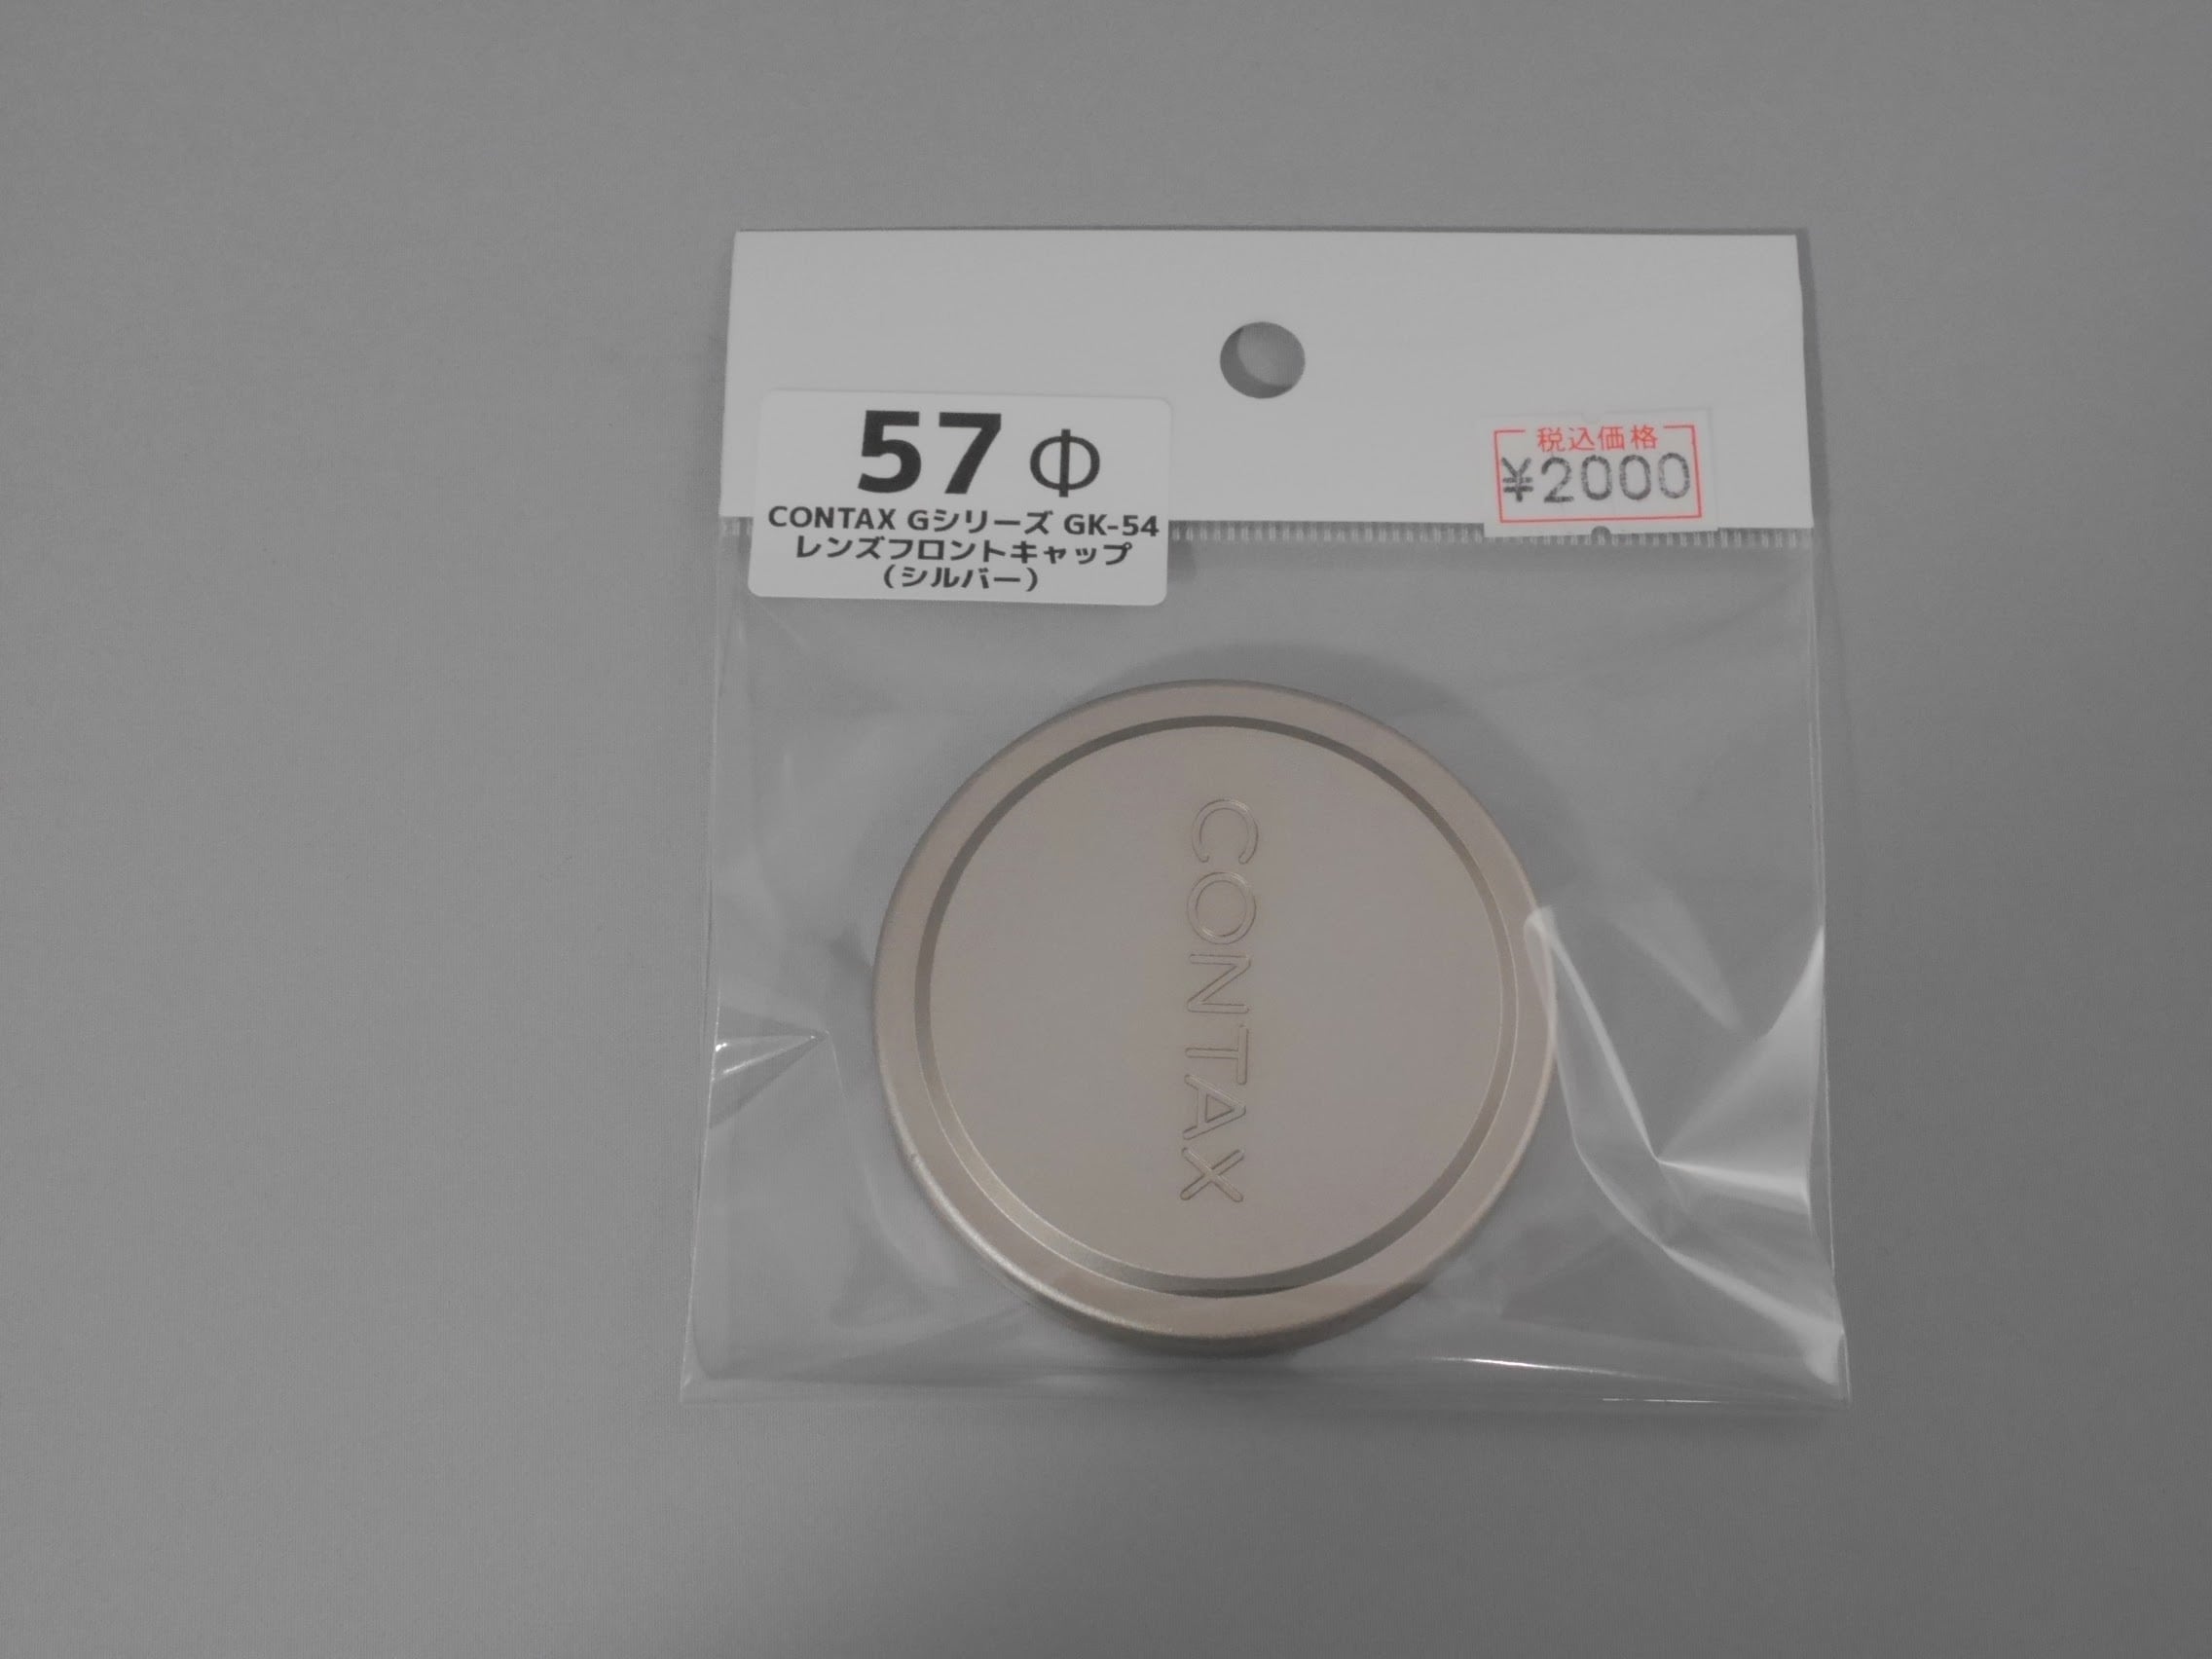 57 Φ
CONTAX Gシリーズ GK-54
レンズフロントキャップ
（シルバー）
税込価格
¥2000
CONTAX